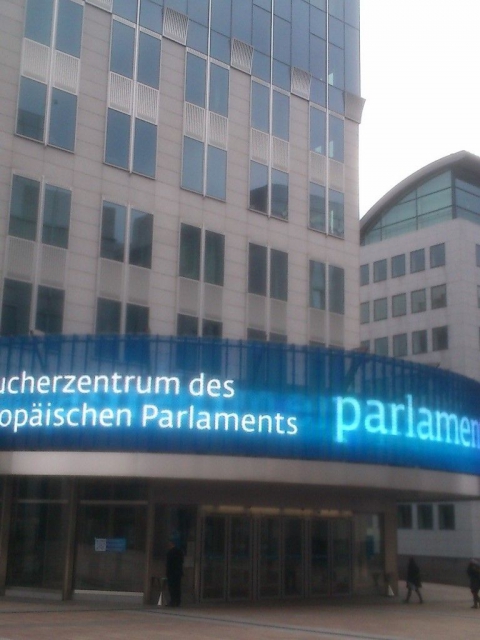 ucherzentrum des
opäischen Parlaments
parlamen